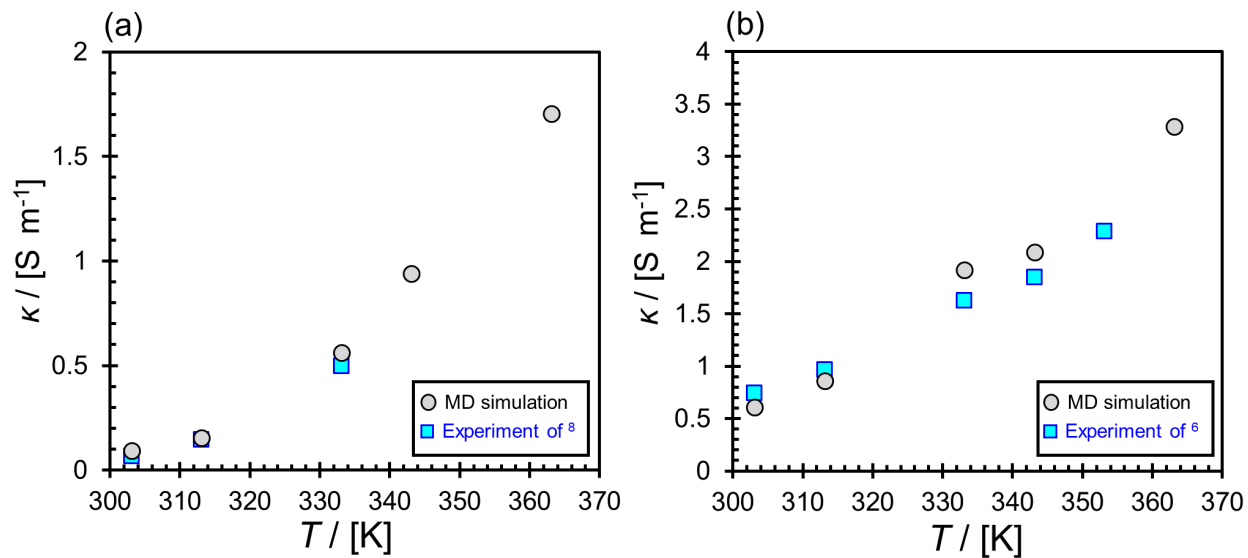 (a)
2
1.5
1
0.5
0
κ / [S m-1]
300 310 320 330 340 350 360 370
T / [K]
MD simulation
Experiment of 8
(b)
4
3.5
3
2.5
2
1.5
1
0.5
0
κ / [S m-1]
300 310 320 330 340 350 360 370
T / [K]
MD simulation
Experiment of 6